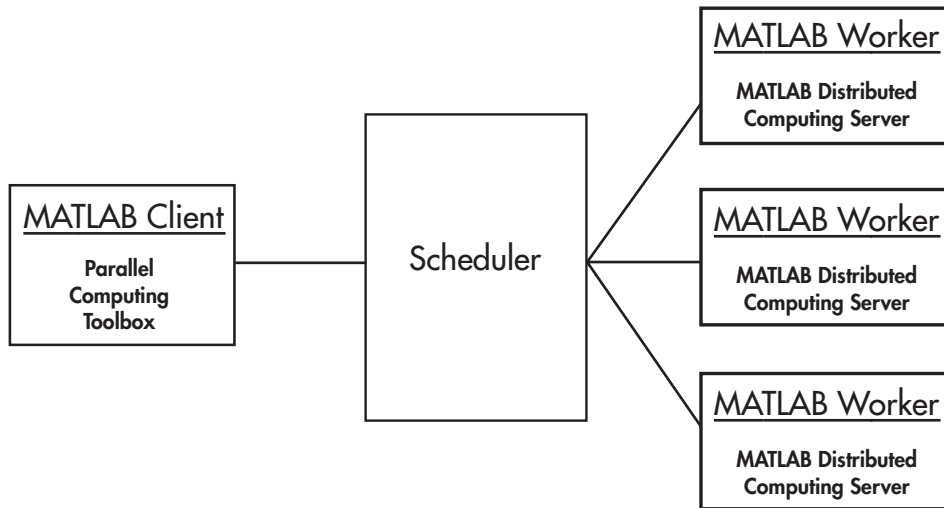 MATLAB Client
Parallel
Computing
Toolbox
Scheduler
MATLAB Worker
MATLAB Distributed
Computing Server
MATLAB Worker
MATLAB Distributed
Computing Server
MATLAB Worker
MATLAB Distributed
Computing Server